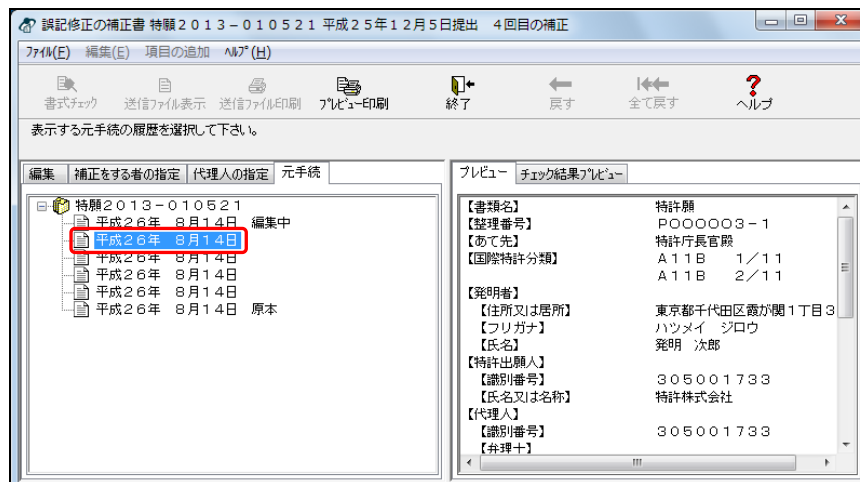 誤記修正の補正書 特願２０１３－０１０５２１ 平成２５年１２月５日提出 ４回目の補正
ﾌｧｲﾙ(F) 編集(E) 項目の追加 ﾍﾙﾌﾟ(H)
書式チェック 送信ﾌｧｲﾙ表示 送信ﾌｧｲﾙ印刷 ﾌﾟﾚﾋﾞｭｰ印刷 終了 戻す 全て戻す ヘルプ
表示する元手続の履歴を選択して下さい。
編集 補正をする者の指定 代理人の指定 元手続
特願２０１３－０１０５２１
平成２６年 ８月１４日 編集中
平成２６年 ８月１４日
平成２６年 ８月１４日
平成２６年 ８月１４日
平成２６年 ８月１４日 原本
プレビュー チェック結果ﾌﾟﾚﾋﾞｭｰ
【書類名】 特許願
【整理番号】 ＰＯＯＯＯＯ３－１
【あて先】 特許庁長官殿
【国際特許分類】 Ａ１１Ｂ １／１１
Ａ１１Ｂ ２／１１
【発明者】
【住所又は居所】 東京都千代田区霞が関１丁目３
【フリガナ】 ハツメイ ジロウ
【氏名】 発明 次郎
【特許出願人】
【識別番号】 ３０５００１７３３
【氏名又は名称】 特許株式会社
【代理人】
【識別番号】 ３０５００１７３３
【弁理士】